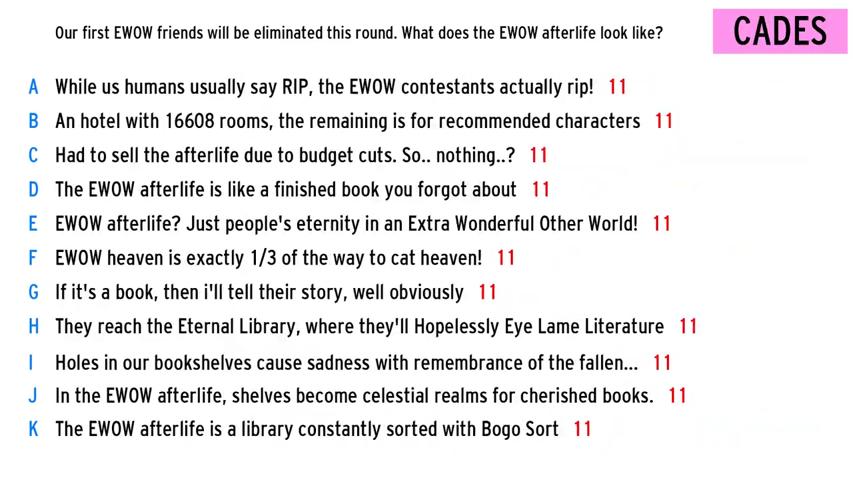 Our first EWOW friends will be eliminated this round. What does the EWOW afterlife look like?
CADES
A While us humans usually say RIP, the EWOW contestants actually rip! 11
B An hotel with 16608 rooms, the remaining is for recommended characters 11
C Had to sell the afterlife due to budget cuts. So.. nothing..? 11
D The EWOW afterlife is like a finished book you forgot about 11
E EWOW afterlife? Just people's eternity in an Extra Wonderful Other World! 11
F EWOW heaven is exactly 1/3 of the way to cat heaven! 11
G If it's a book, then i'll tell their story, well obviously 11
H They reach the Eternal Library, where they'll Hopelessly Eye Lame Literature 11
I Holes in our bookshelves cause sadness with remembrance of the fallen... 11
J In the EWOW afterlife, shelves become celestial realms for cherished books. 11
K The EWOW afterlife is a library constantly sorted with Bogo Sort 11